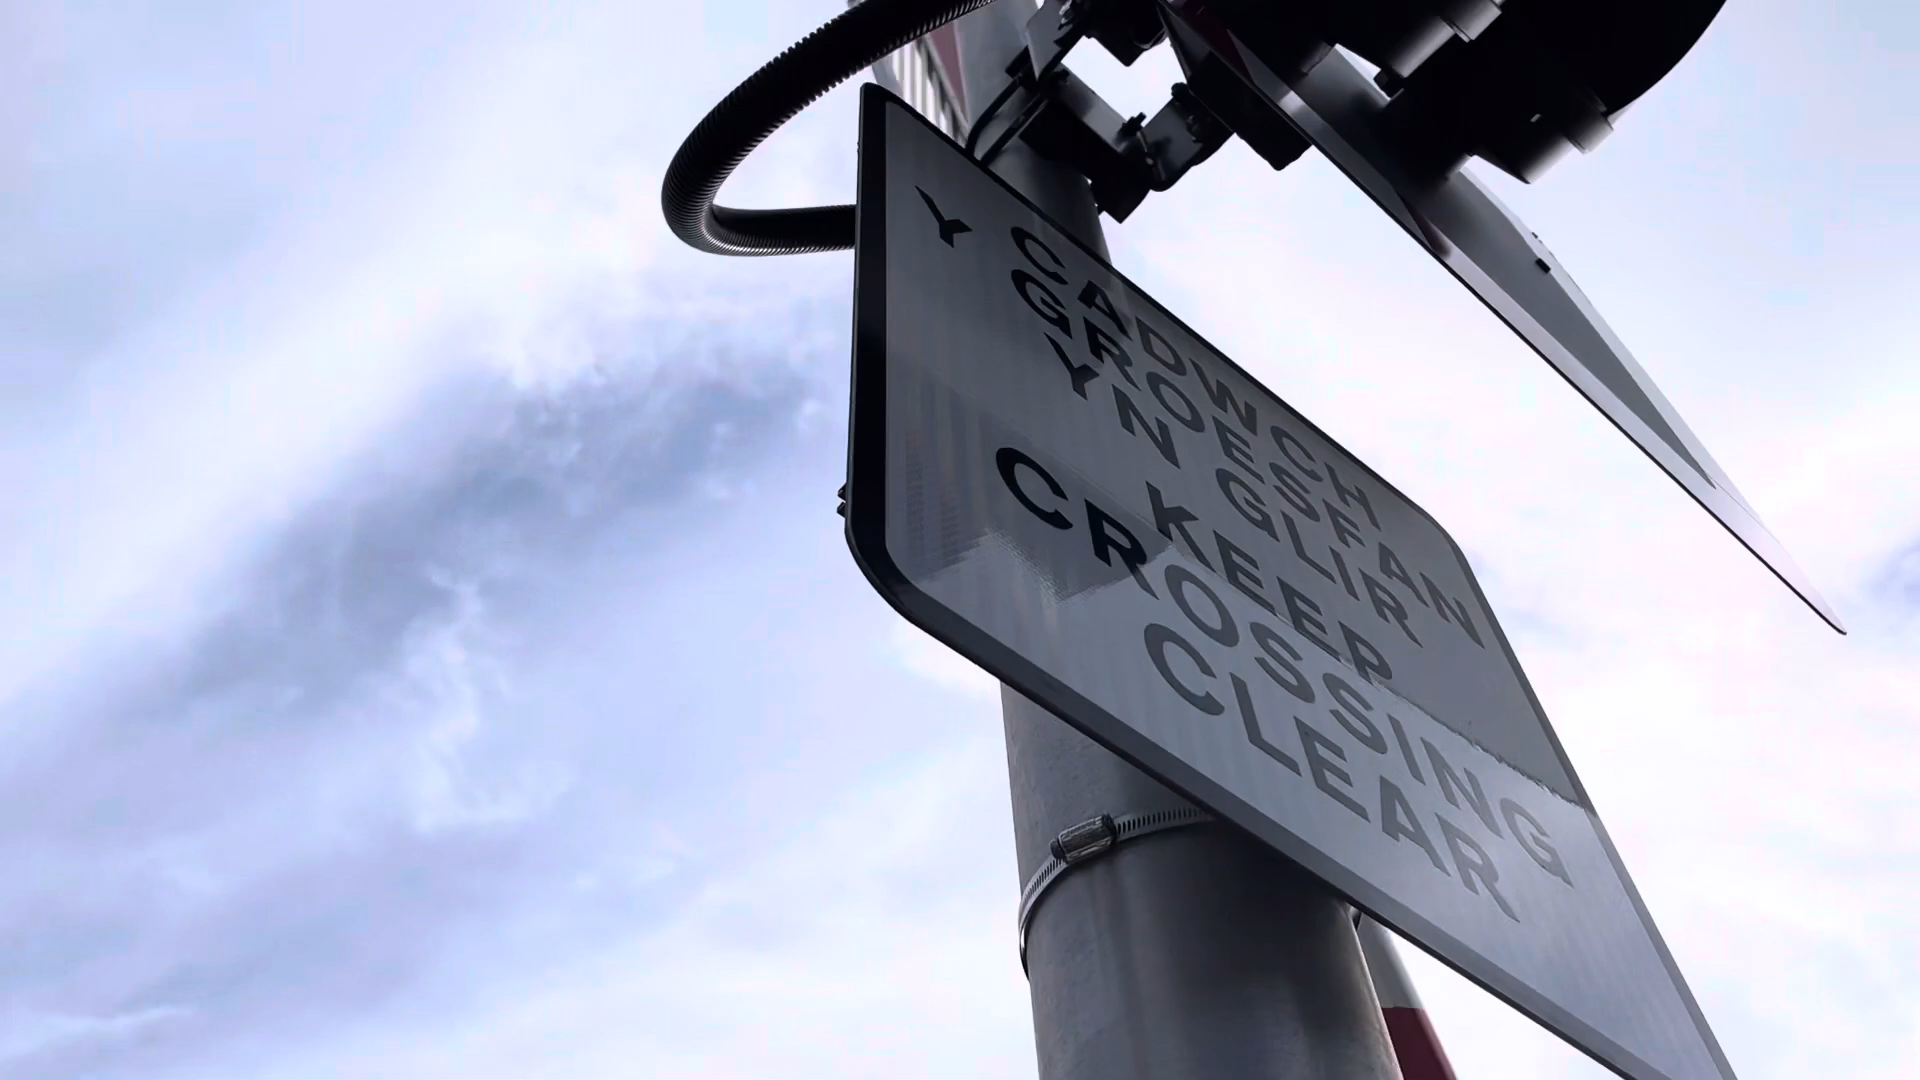 CADWCH
Y GROESFAN
YN GLIR
KEEP
CROSSING
CLEAR